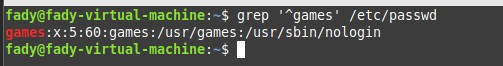 fady@fady-virtual-machine:~$ grep '^games' /etc/passwd
games:x:5:60:games:/usr/games:/usr/sbin/nologin
fady@fady-virtual-machine:~$